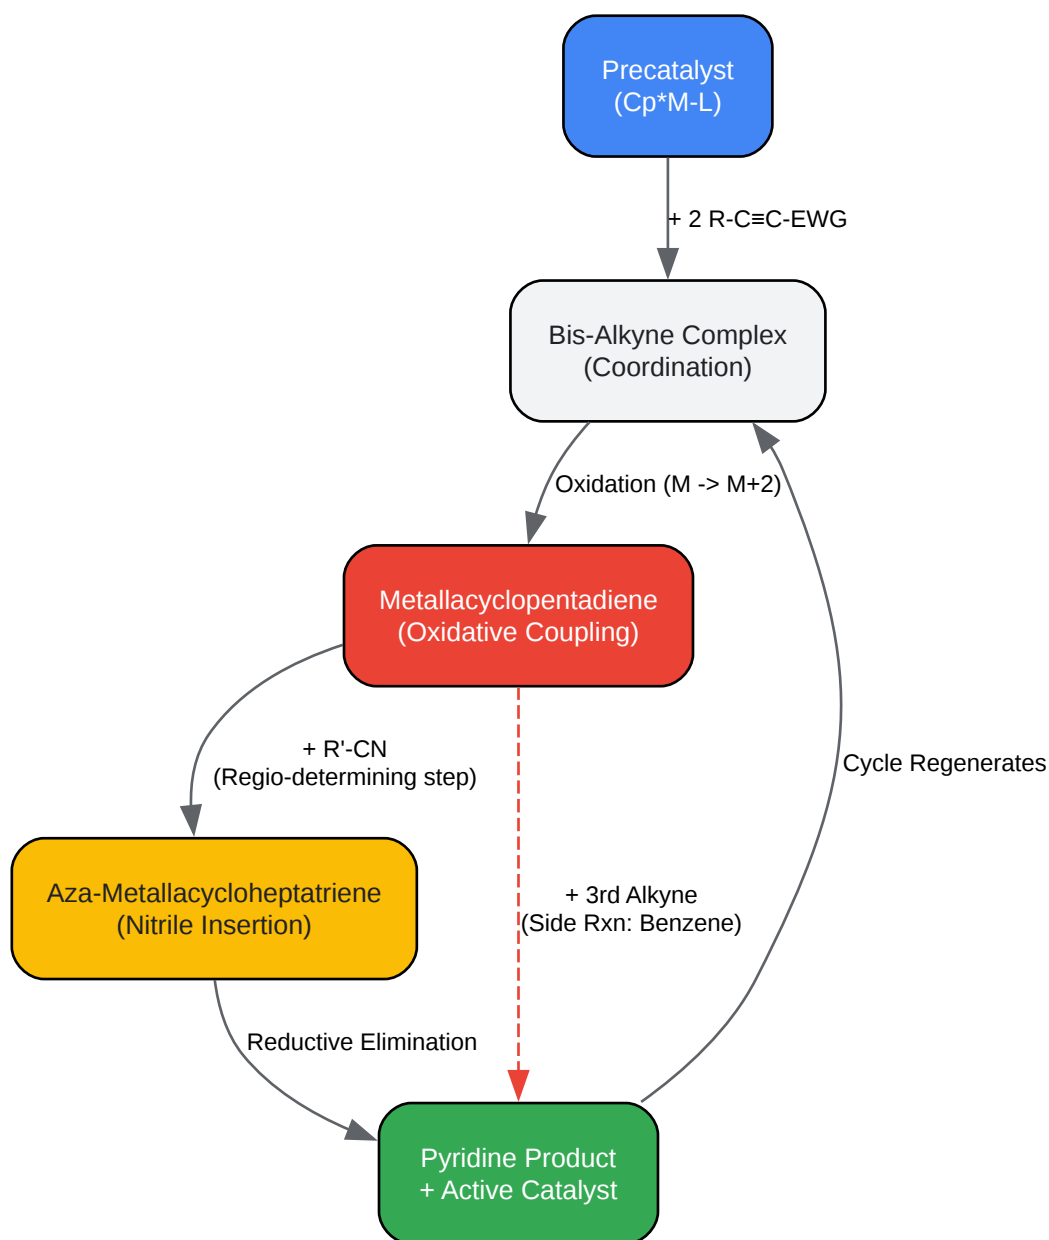 Precatalyst
(Cp*M-L)
+ 2 R-C≡C-EWG
Bis-Alkyne Complex
(Coordination)
Oxidation (M -> M+2)
Metallacyclopentadiene
(Oxidative Coupling)
+ R'-CN
(Regio-determining step)
Cycle Regenerates
Aza-Metallacycloheptatriene
(Nitrile Insertion)
+ 3rd Alkyne
(Side Rxn: Benzene)
Reductive Elimination
Pyridine Product
+ Active Catalyst